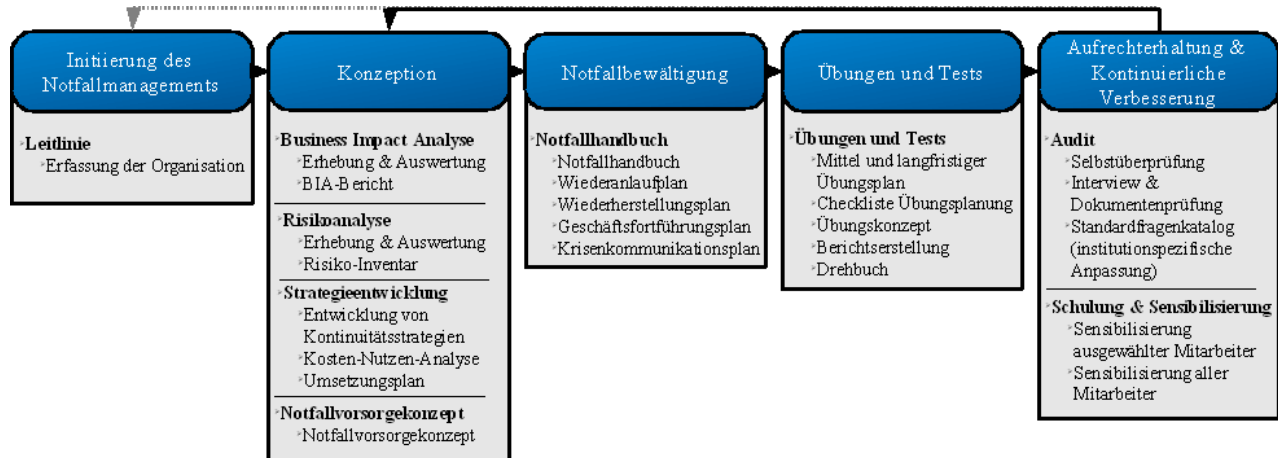 Initiierung des
Notfallmanagements
Leitlinie
Erfassung der Organisation
Konzeption
Business Impact Analyse
Erhebung & Auswertung
BIA-Bericht
Risikoanalyse
Erhebung & Auswertung
Risiko-Inventar
Strategieentwicklung
Entwicklung von
Kontinuitätsstrategien
Kosten-Nutzen-Analyse
Umsetzungsplan
Notfallvorsorgekonzept
Notfallvorsorgekonzept
Notfallbewältigung
Notfallhandbuch
Notfallhandbuch
Wiederanlaufplan
Wiederherstellungsplan
Geschäftsfortführungsplan
Krisenkommunikationsplan
Übungen und Tests
Übungen und Tests
Mittel und langfristiger
Übungsplan
Checkliste Übungsplanung
Übungskonzept
Berichtserstellung
Drehbuch
Aufrechterhaltung &
Kontinuierliche
Verbesserung
Audit
Selbstüberprüfung
Interview &
Dokumentenprüfung
Standardfragenkatalog
(institutionspezifische
Anpassung)
Schulung & Sensibilisierung
Sensibilisierung
ausgewählter Mitarbeiter
Sensibilisierung aller
Mitarbeiter